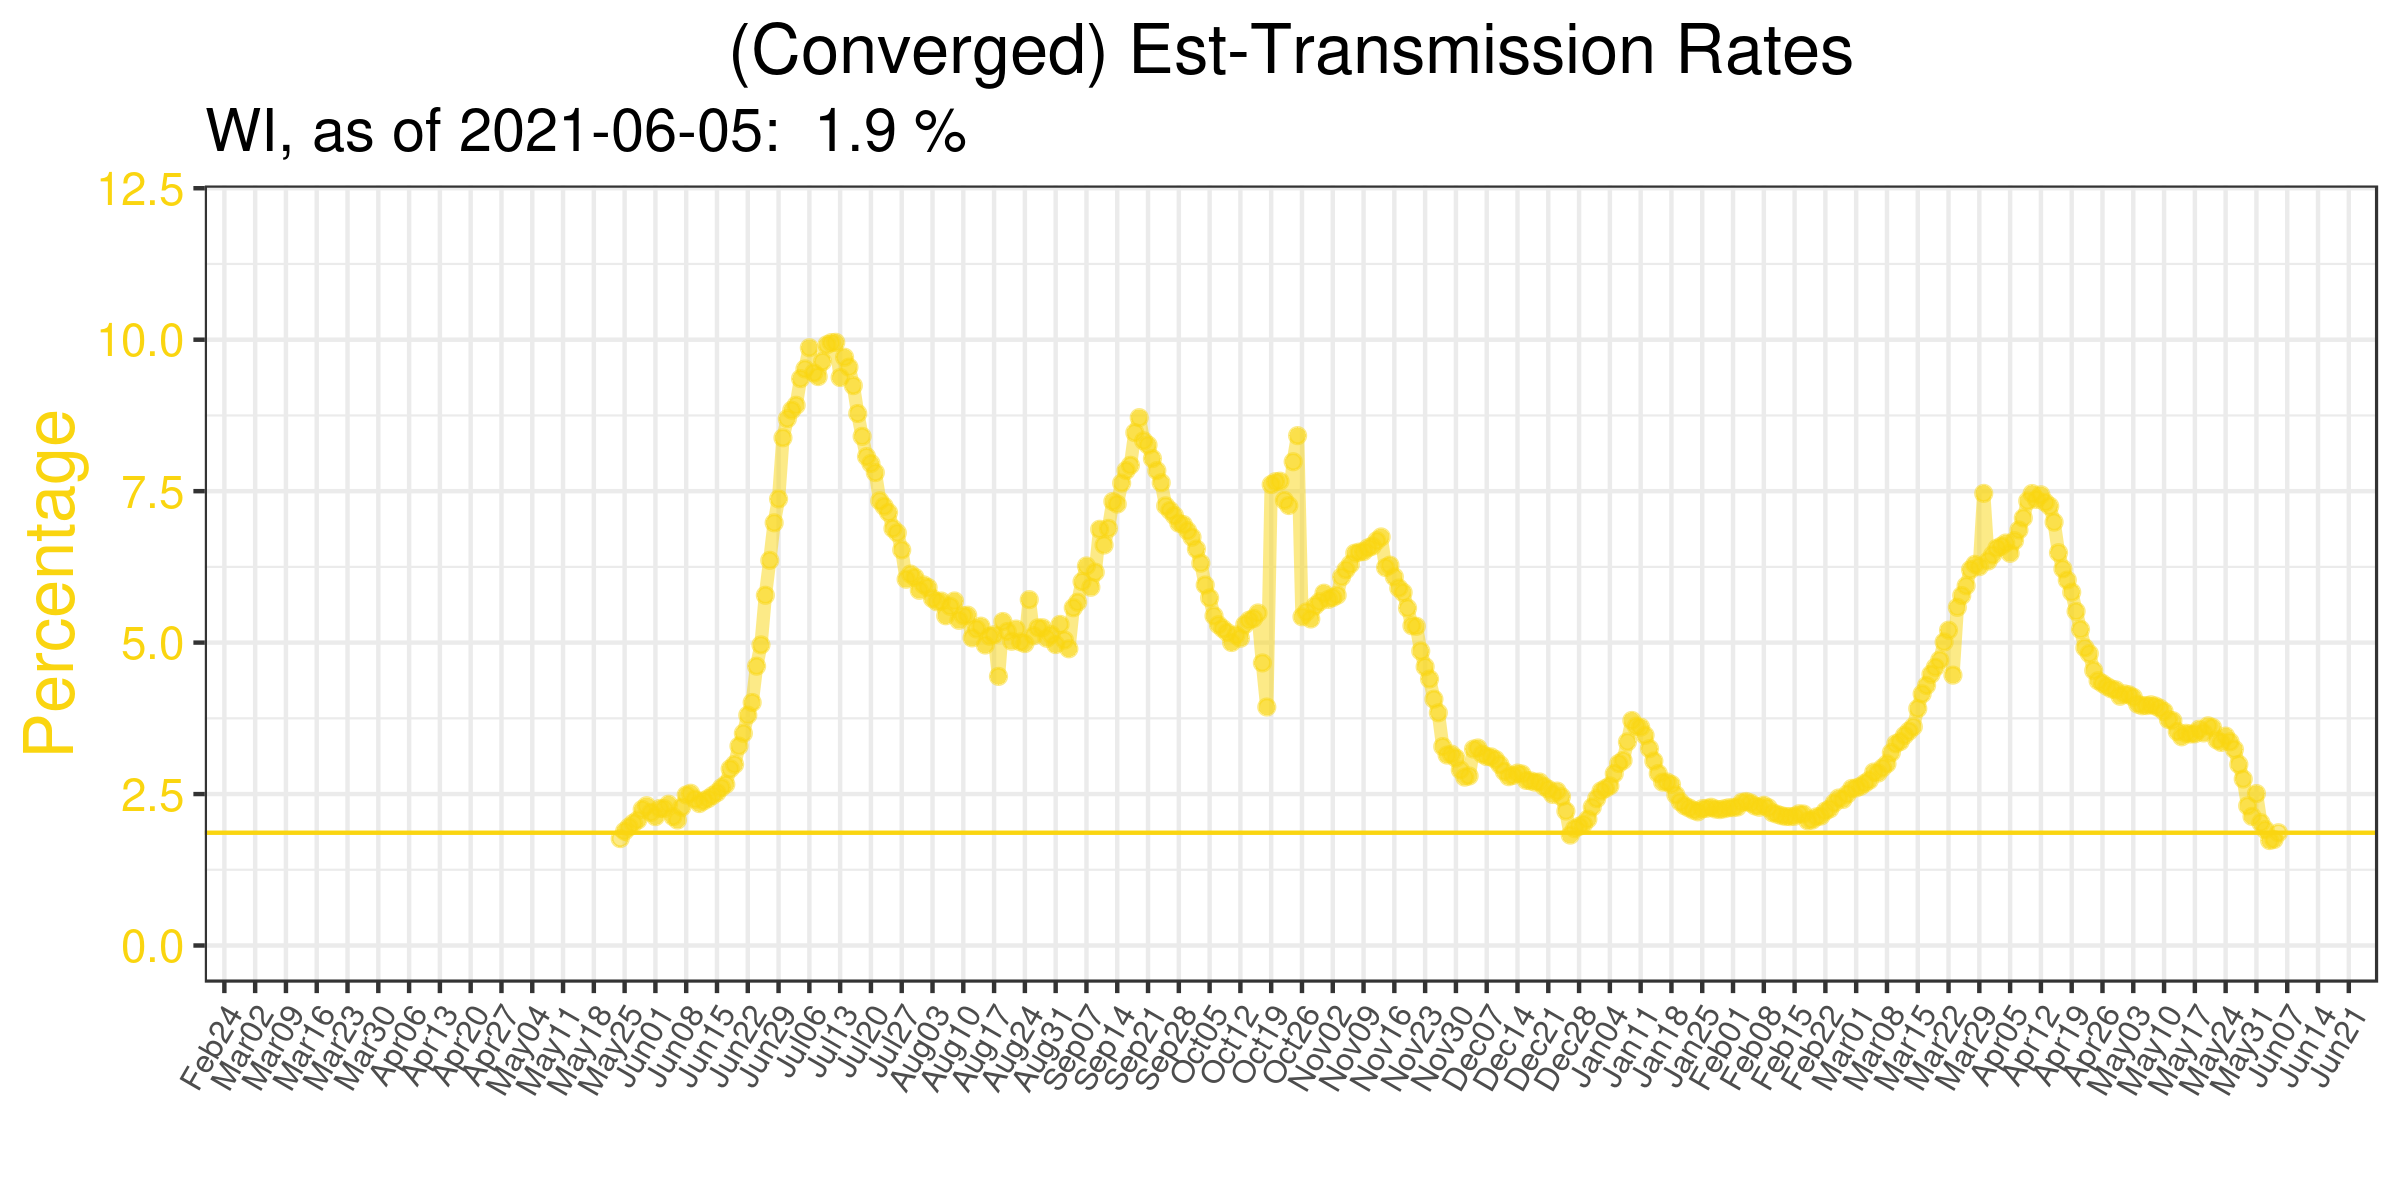 (Converged) Est-Transmission Rates
WI, as of 2021-06-05:  1.9 %
Percentage
12.5
10.0
7.5
5.0
2.5
0.0
Feb24
Mar02
Mar09
Mar16
Mar23
Mar30
Apr06
Apr13
Apr20
Apr27
May04
May11
May18
May25
Jun01
Jun08
Jun15
Jun22
Jun29
Jul06
Jul13
Jul20
Jul27
Aug03
Aug10
Aug17
Aug24
Aug31
Sep07
Sep14
Sep21
Sep28
Oct05
Oct12
Oct19
Oct26
Nov02
Nov09
Nov16
Nov23
Nov30
Dec07
Dec14
Dec21
Dec28
Jan04
Jan11
Jan18
Jan25
Feb01
Feb08
Feb15
Feb22
Mar01
Mar08
Mar15
Mar22
Mar29
Apr05
Apr12
Apr19
Apr26
May03
May10
May17
May24
May31
Jun07
Jun14
Jun21